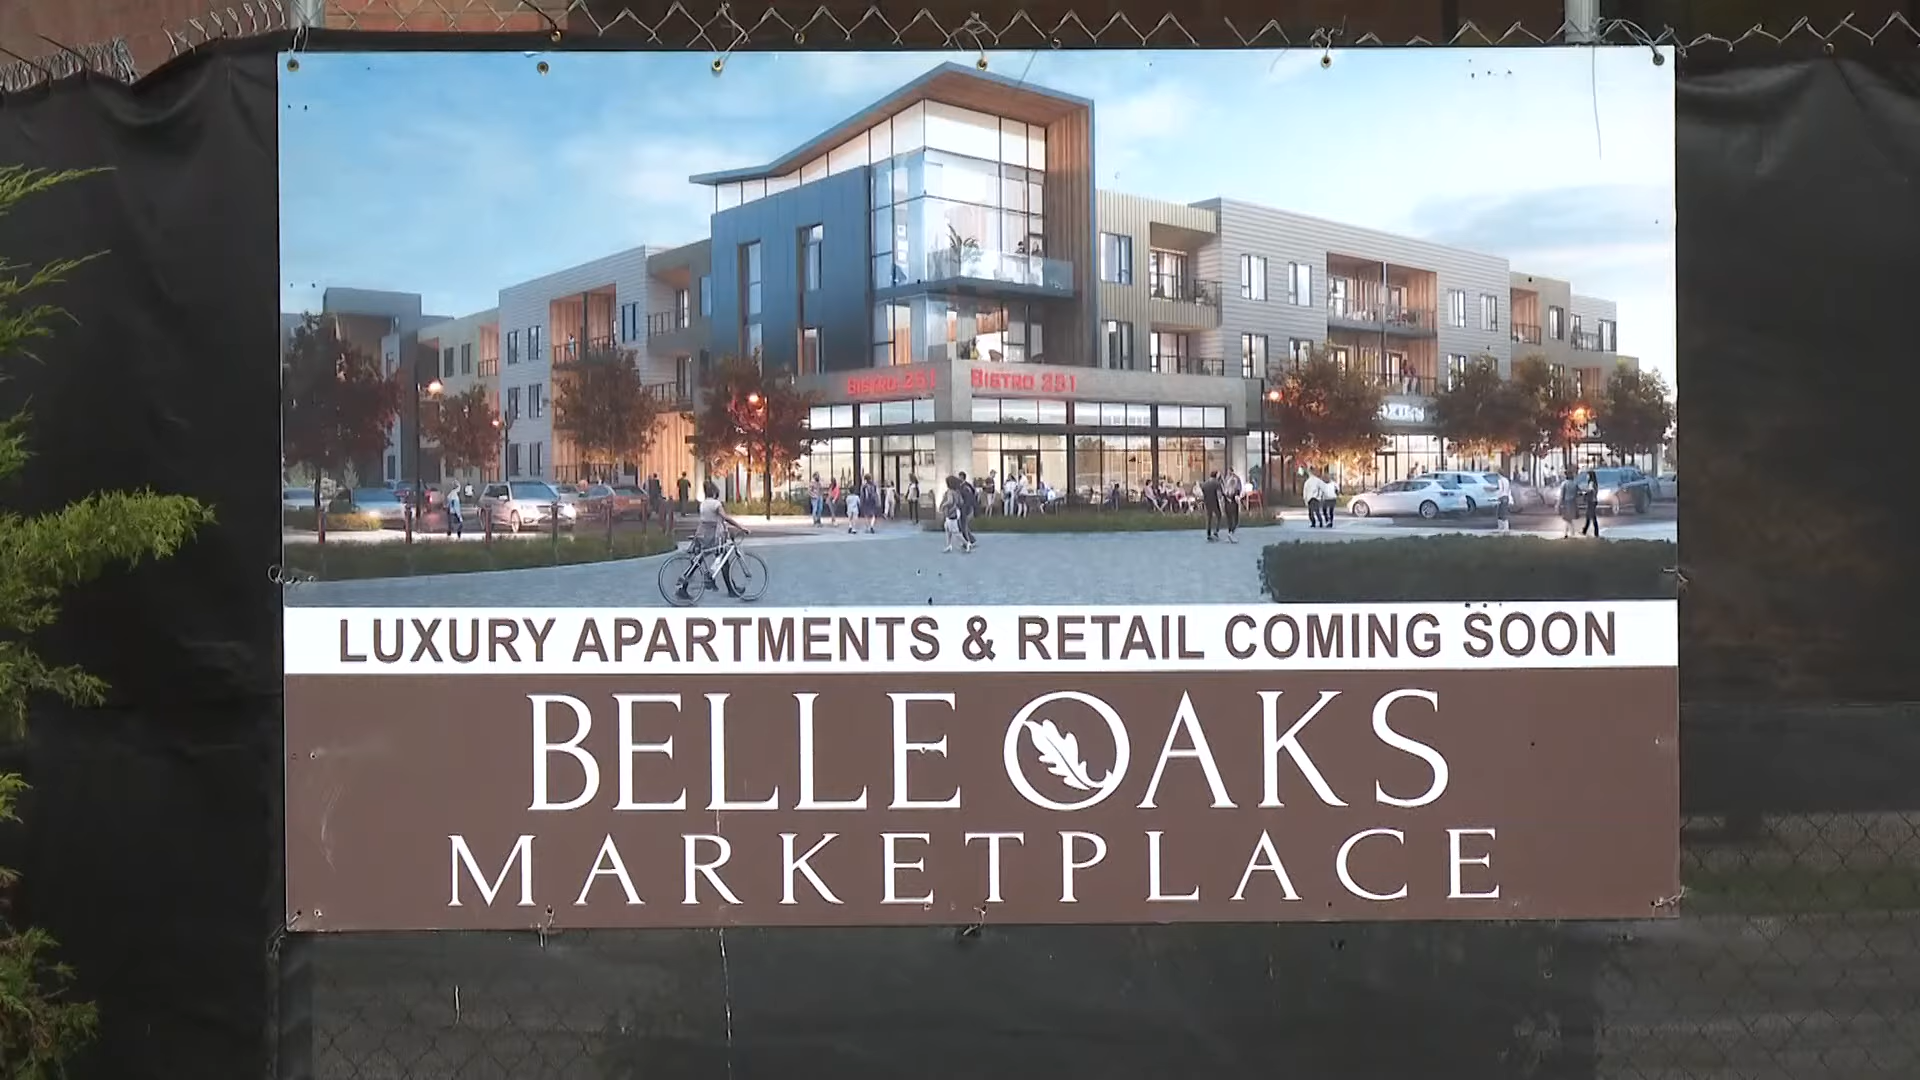 BISTRO 251 BISTRO 251
LUXURY APARTMENTS & RETAIL COMING SOON
BELLE OAKS
MARKETPLACE